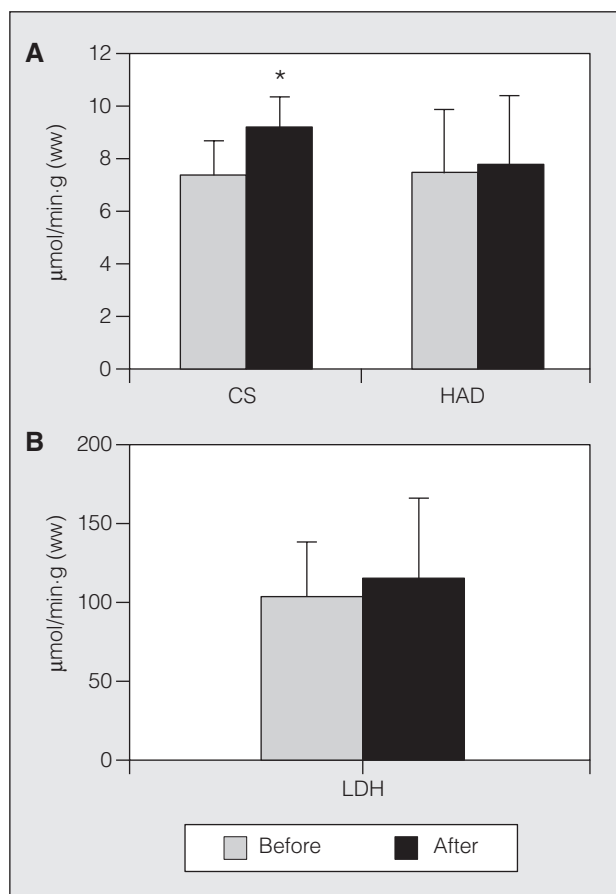 A
12
*
10
8
6
4
2
0
μmol/min·g (ww)
CS HAD
B
200
150
100
50
0
μmol/min·g (ww)
LDH
Before After